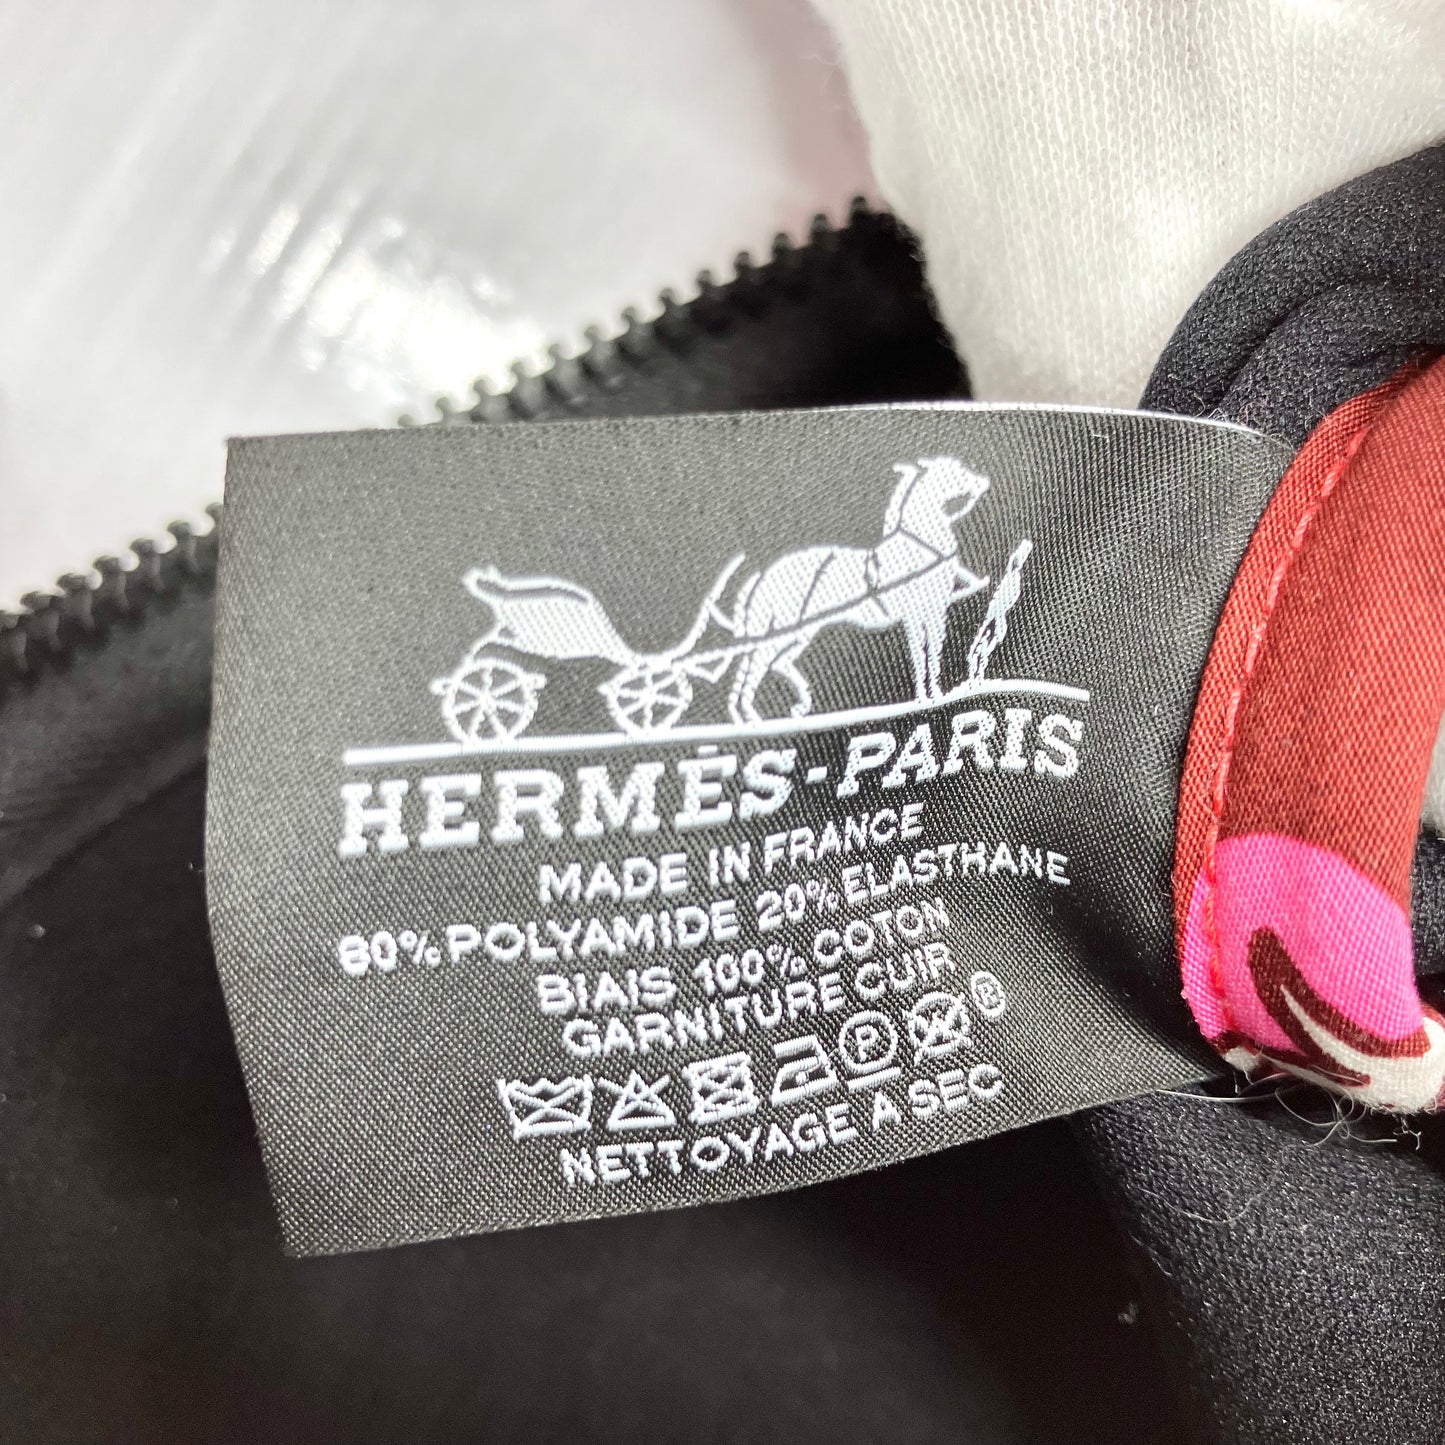 HERMÈS-PARIS
MADE IN FRANCE
80% POLYAMIDE 20% ELASTHANE
BIAIS 100% COTON
GARNITURE CUIR
P ®
NETTOYAGE A SEC